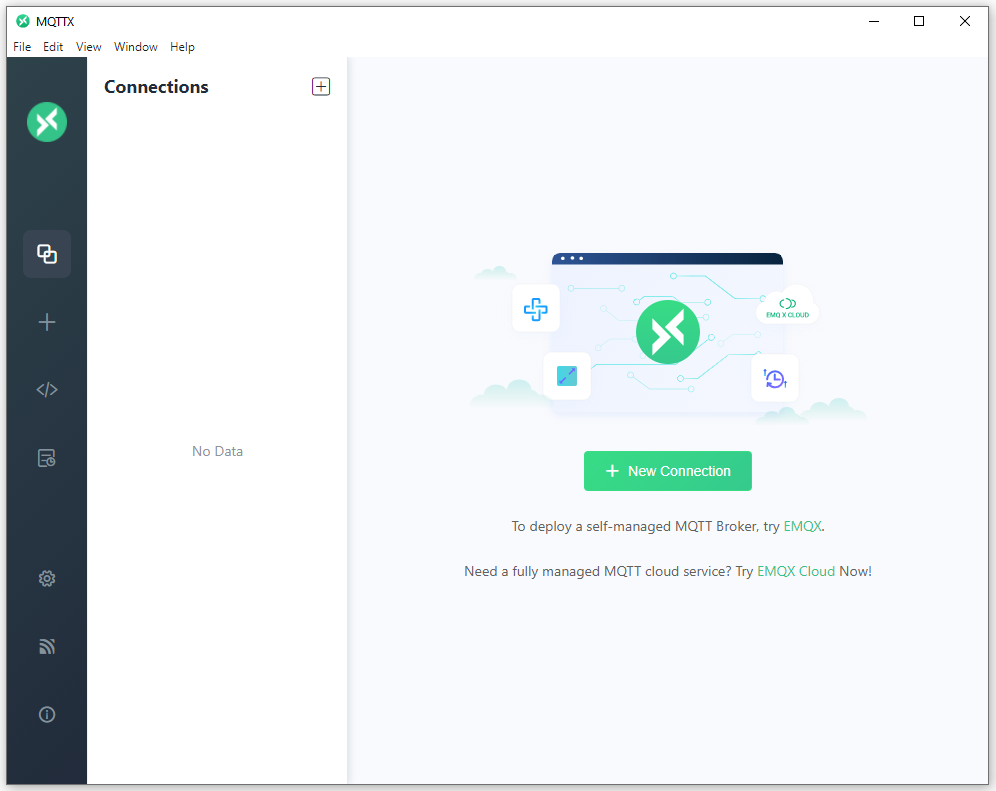 MQTTX
File Edit View Window Help
Connections
No Data
EMQ X CLOUD
New Connection
To deploy a self-managed MQTT Broker, try EMQX.
Need a fully managed MQTT cloud service? Try EMQX Cloud Now!